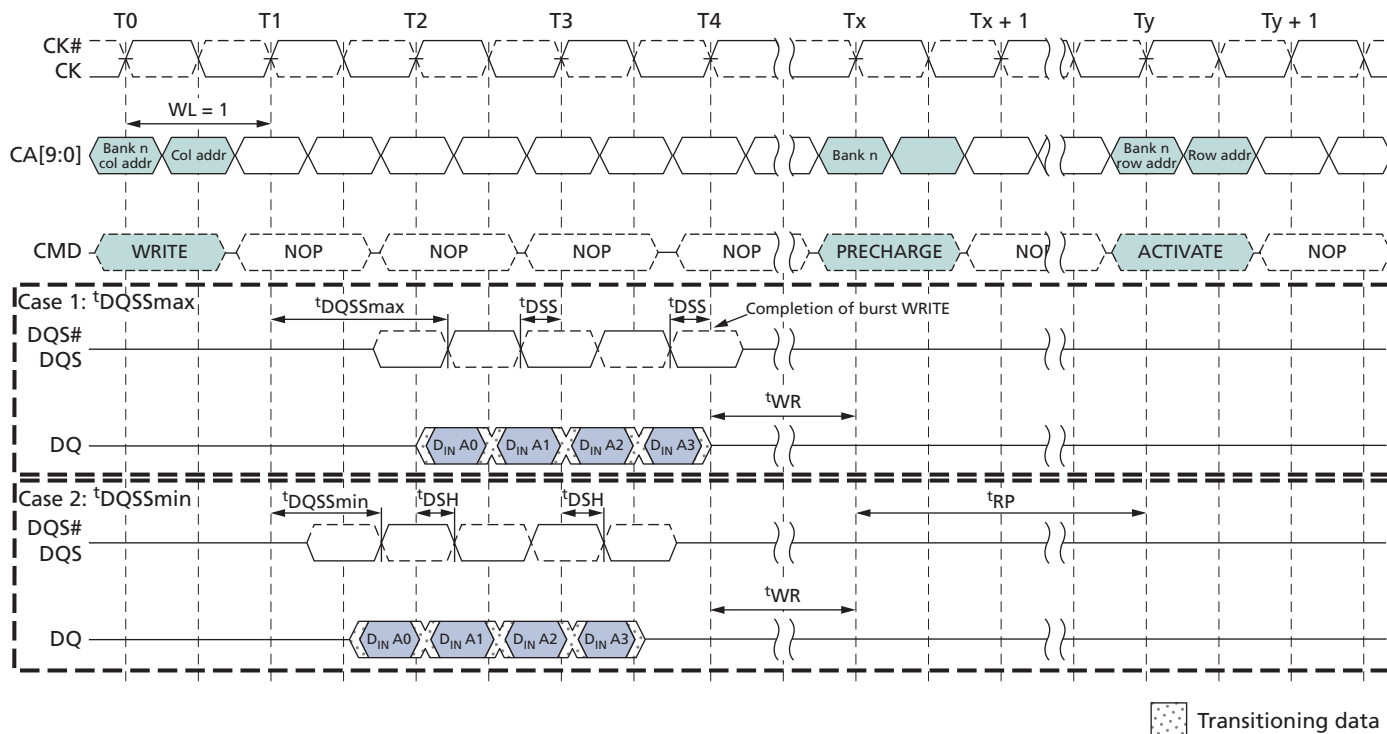 T0 T1 T2 T3 T4 Tx Tx + 1 Ty Ty + 1
CK#
CK
WL = 1
CA[9:0] Bank n col addr Col addr Bank n Bank n row addr Row addr
CMD WRITE NOP NOP NOP NOP PRECHARGE NOP ACTIVATE NOP
Case 1: tDQSSmax
tDQSSmax tDSS tDSS Completion of burst WRITE
DQS#
DQS
tWR
DQ DIN A0 DIN A1 DIN A2 DIN A3
Case 2: tDQSSmin
tDQSSmin tDSH tDSH tRP
DQS#
DQS
tWR
DQ DIN A0 DIN A1 DIN A2 DIN A3
Transitioning data